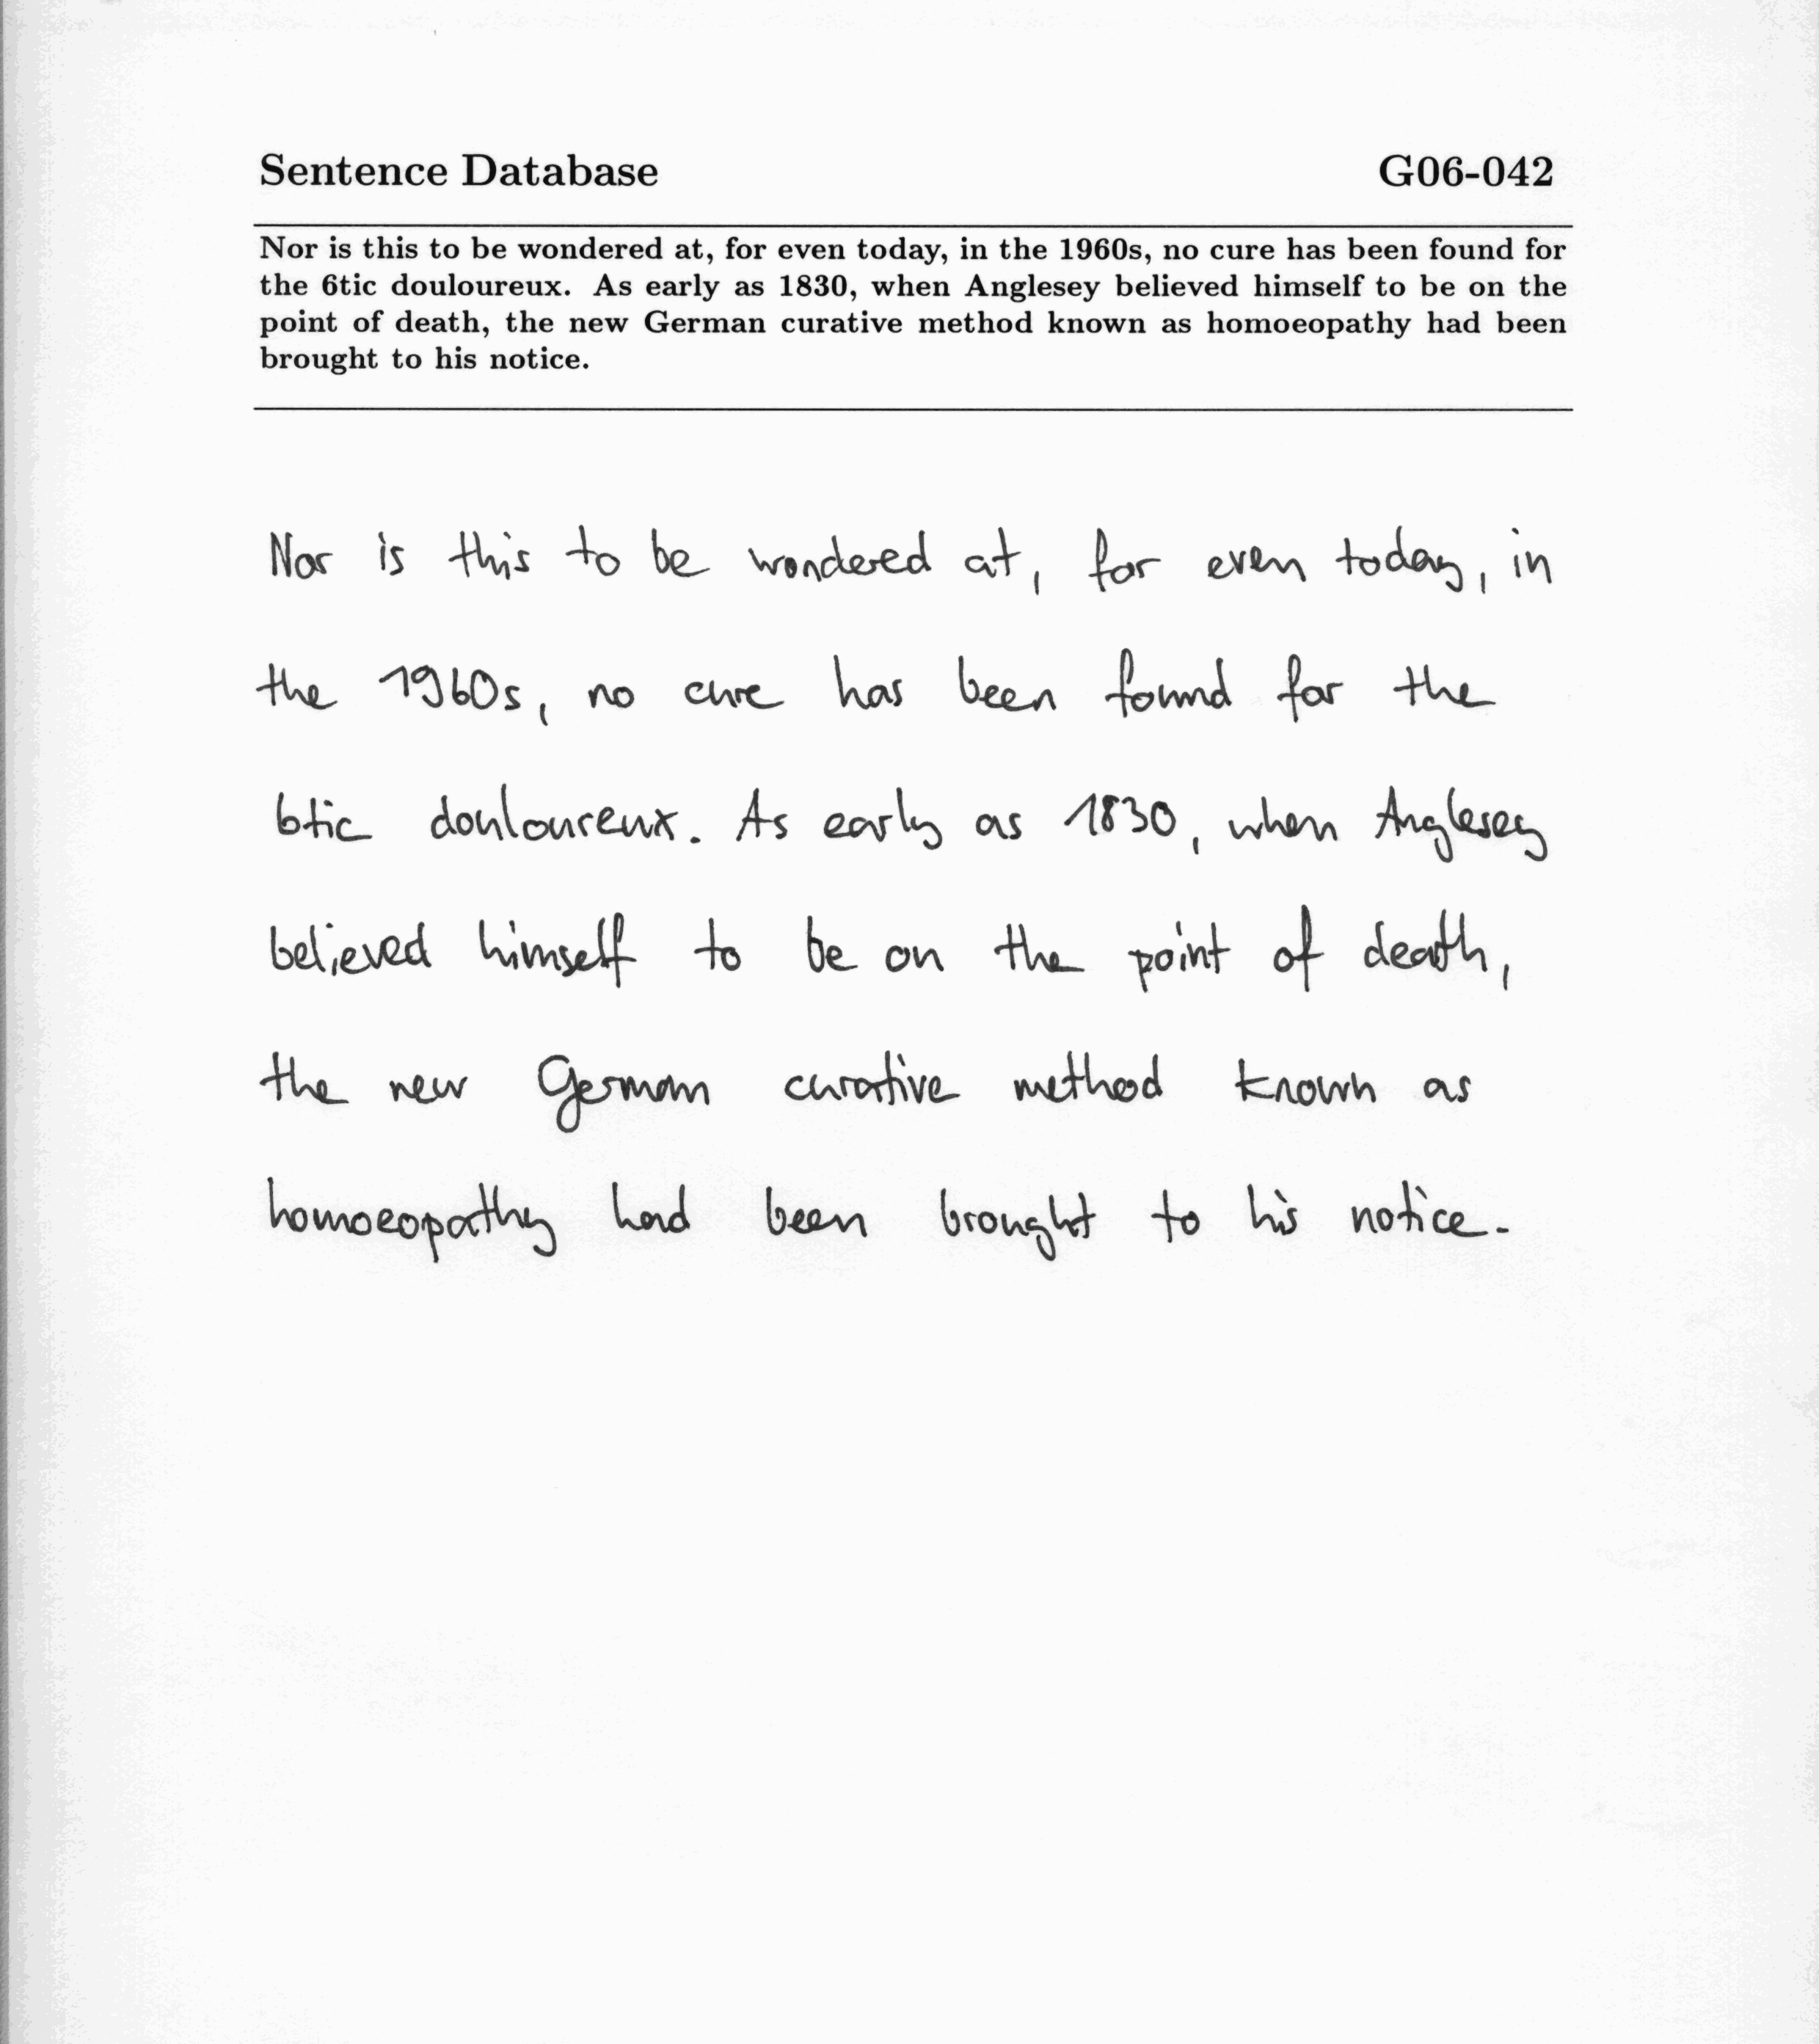 Sentence Database G06-042
Nor is this to be wondered at, for even today, in the 1960s, no cure has been found for
the 6tic douloureux. As early as 1830, when Anglesey believed himself to be on the
point of death, the new German curative method known as homoeopathy had been
brought to his notice.
Nor is this to be wondered at, for even today, in
the 1960s, no cure has been found for the
6tic douloureux. As early as 1830, when Anglesey
believed himself to be on the point of death,
the new German curative method known as
homoeopathy had been brought to his notice.